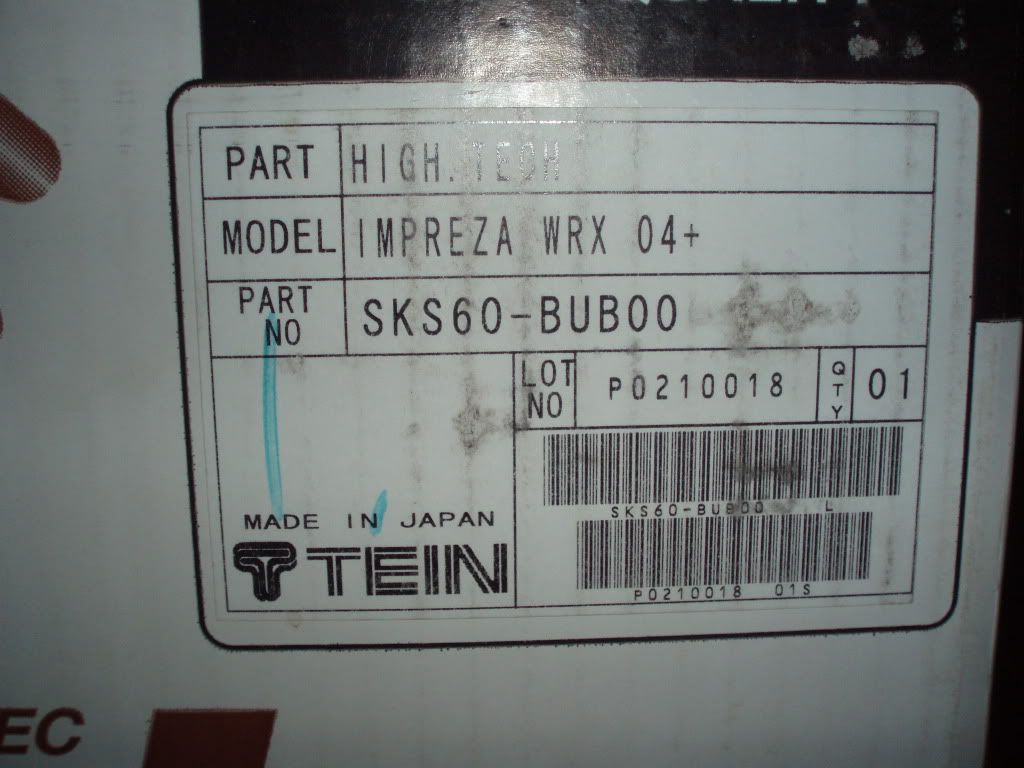 PART HIGH.TECH
MODEL IMPREZA WRX 04+
PART NO SKS60-BUB00
LOT NO P0210018 QTY 01
SKS60-BUB00 L
MADE IN JAPAN
TEIN
P0210018 01S
EC